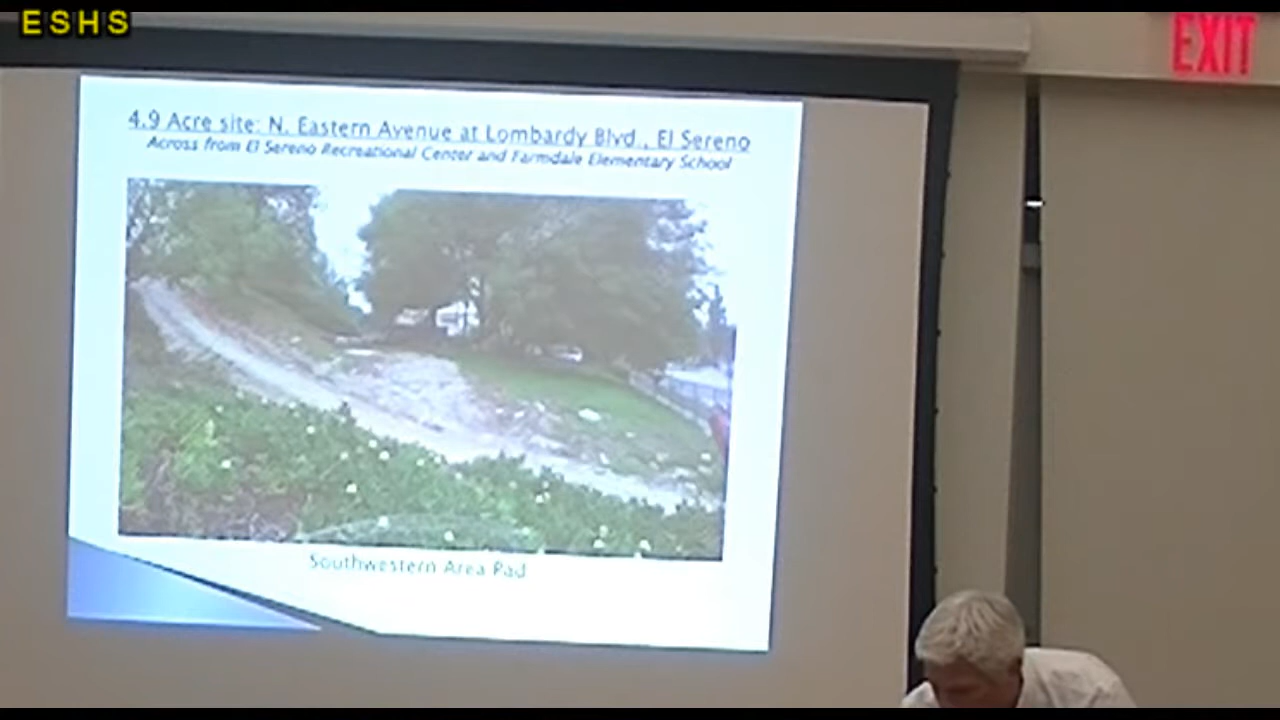 ESHS
EXIT
4.9 Acre site: N. Eastern Avenue at Lombardy Blvd., El Sereno
Across from El Sereno Recreational Center and Farmdale Elementary School
Southwestern Area Pad